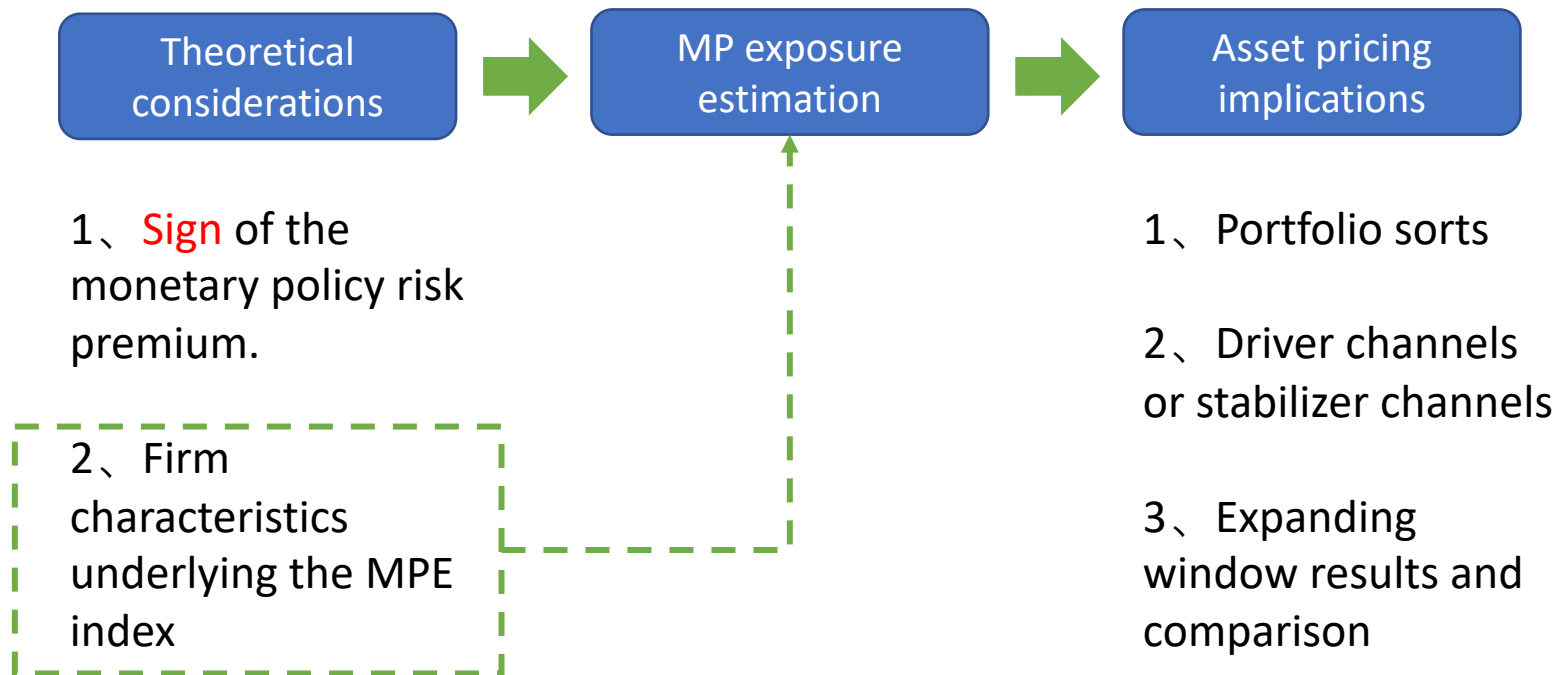 Theoretical
considerations
MP exposure
estimation
Asset pricing
implications
1、Sign of the
monetary policy risk
premium.
2、Firm
characteristics
underlying the MPE
index
1、Portfolio sorts
2、Driver channels
or stabilizer channels
3、Expanding
window results and
comparison